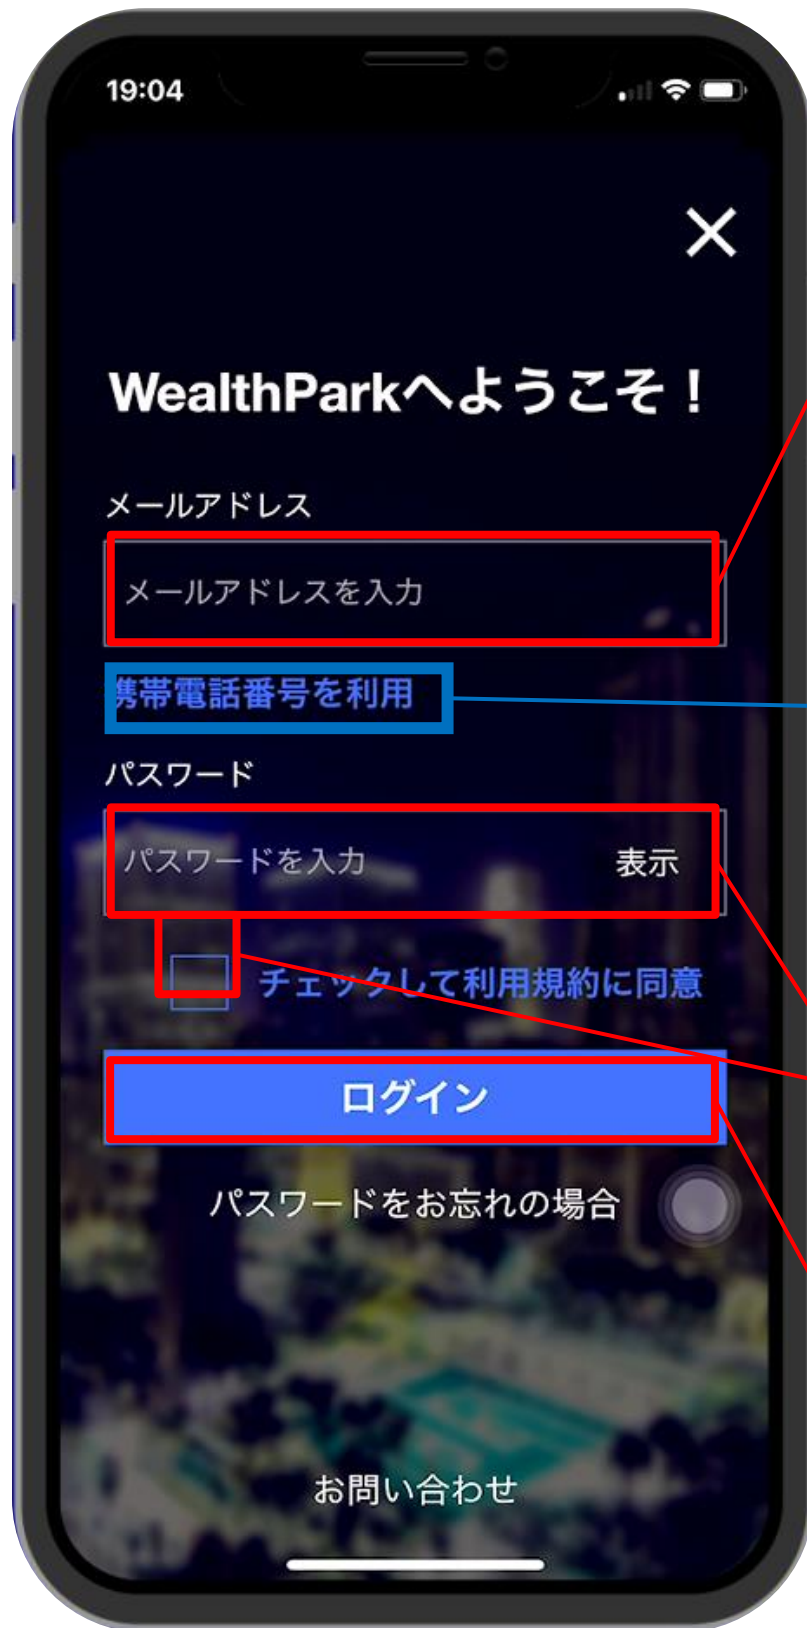 19:04
WealthParkへようこそ！
メールアドレス
メールアドレスを入力
携帯電話番号を利用
パスワード
パスワードを入力 表示
チェックして利用規約に同意
ログイン
パスワードをお忘れの場合
お問い合わせ